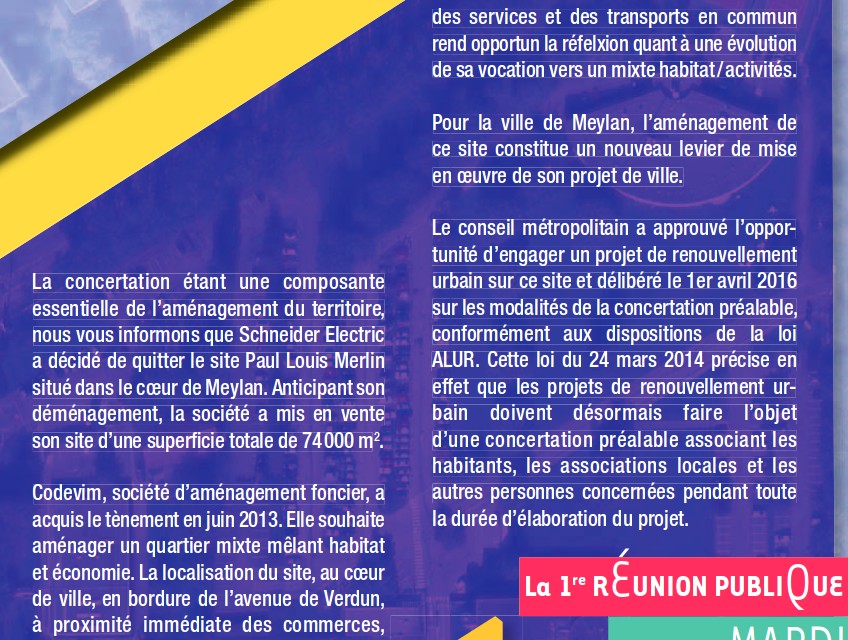 La concertation étant une composante
essentielle de l'aménagement du territoire,
nous vous informons que Schneider Electric
a décidé de quitter le site Paul Louis Merlin
situé dans le cœur de Meylan. Anticipant son
déménagement, la société a mis en vente
son site d'une superficie totale de 74 000 m².
Codevim, société d'aménagement foncier, a
acquis le tènement en juin 2013. Elle souhaite
aménager un quartier mixte mêlant habitat
et économie. La localisation du site, au cœur
de ville, en bordure de l'avenue de Verdun,
à proximité immédiate des commerces,
des services et des transports en commun
rend opportun la réfelxion quant à une évolution
de sa vocation vers un mixte habitat/activités.
Pour la ville de Meylan, l'aménagement de
ce site constitue un nouveau levier de mise
en œuvre de son projet de ville.
Le conseil métropolitain a approuvé l'oppor-
tunité d'engager un projet de renouvellement
urbain sur ce site et délibéré le 1er avril 2016
sur les modalités de la concertation préalable,
conformément aux dispositions de la loi
ALUR. Cette loi du 24 mars 2014 précise en
effet que les projets de renouvellement ur-
bain doivent désormais faire l'objet
d'une concertation préalable associant les
habitants, les associations locales et les
autres personnes concernées pendant toute
la durée d'élaboration du projet.
La 1re RÉUNION PUBLIQUE
MARDI